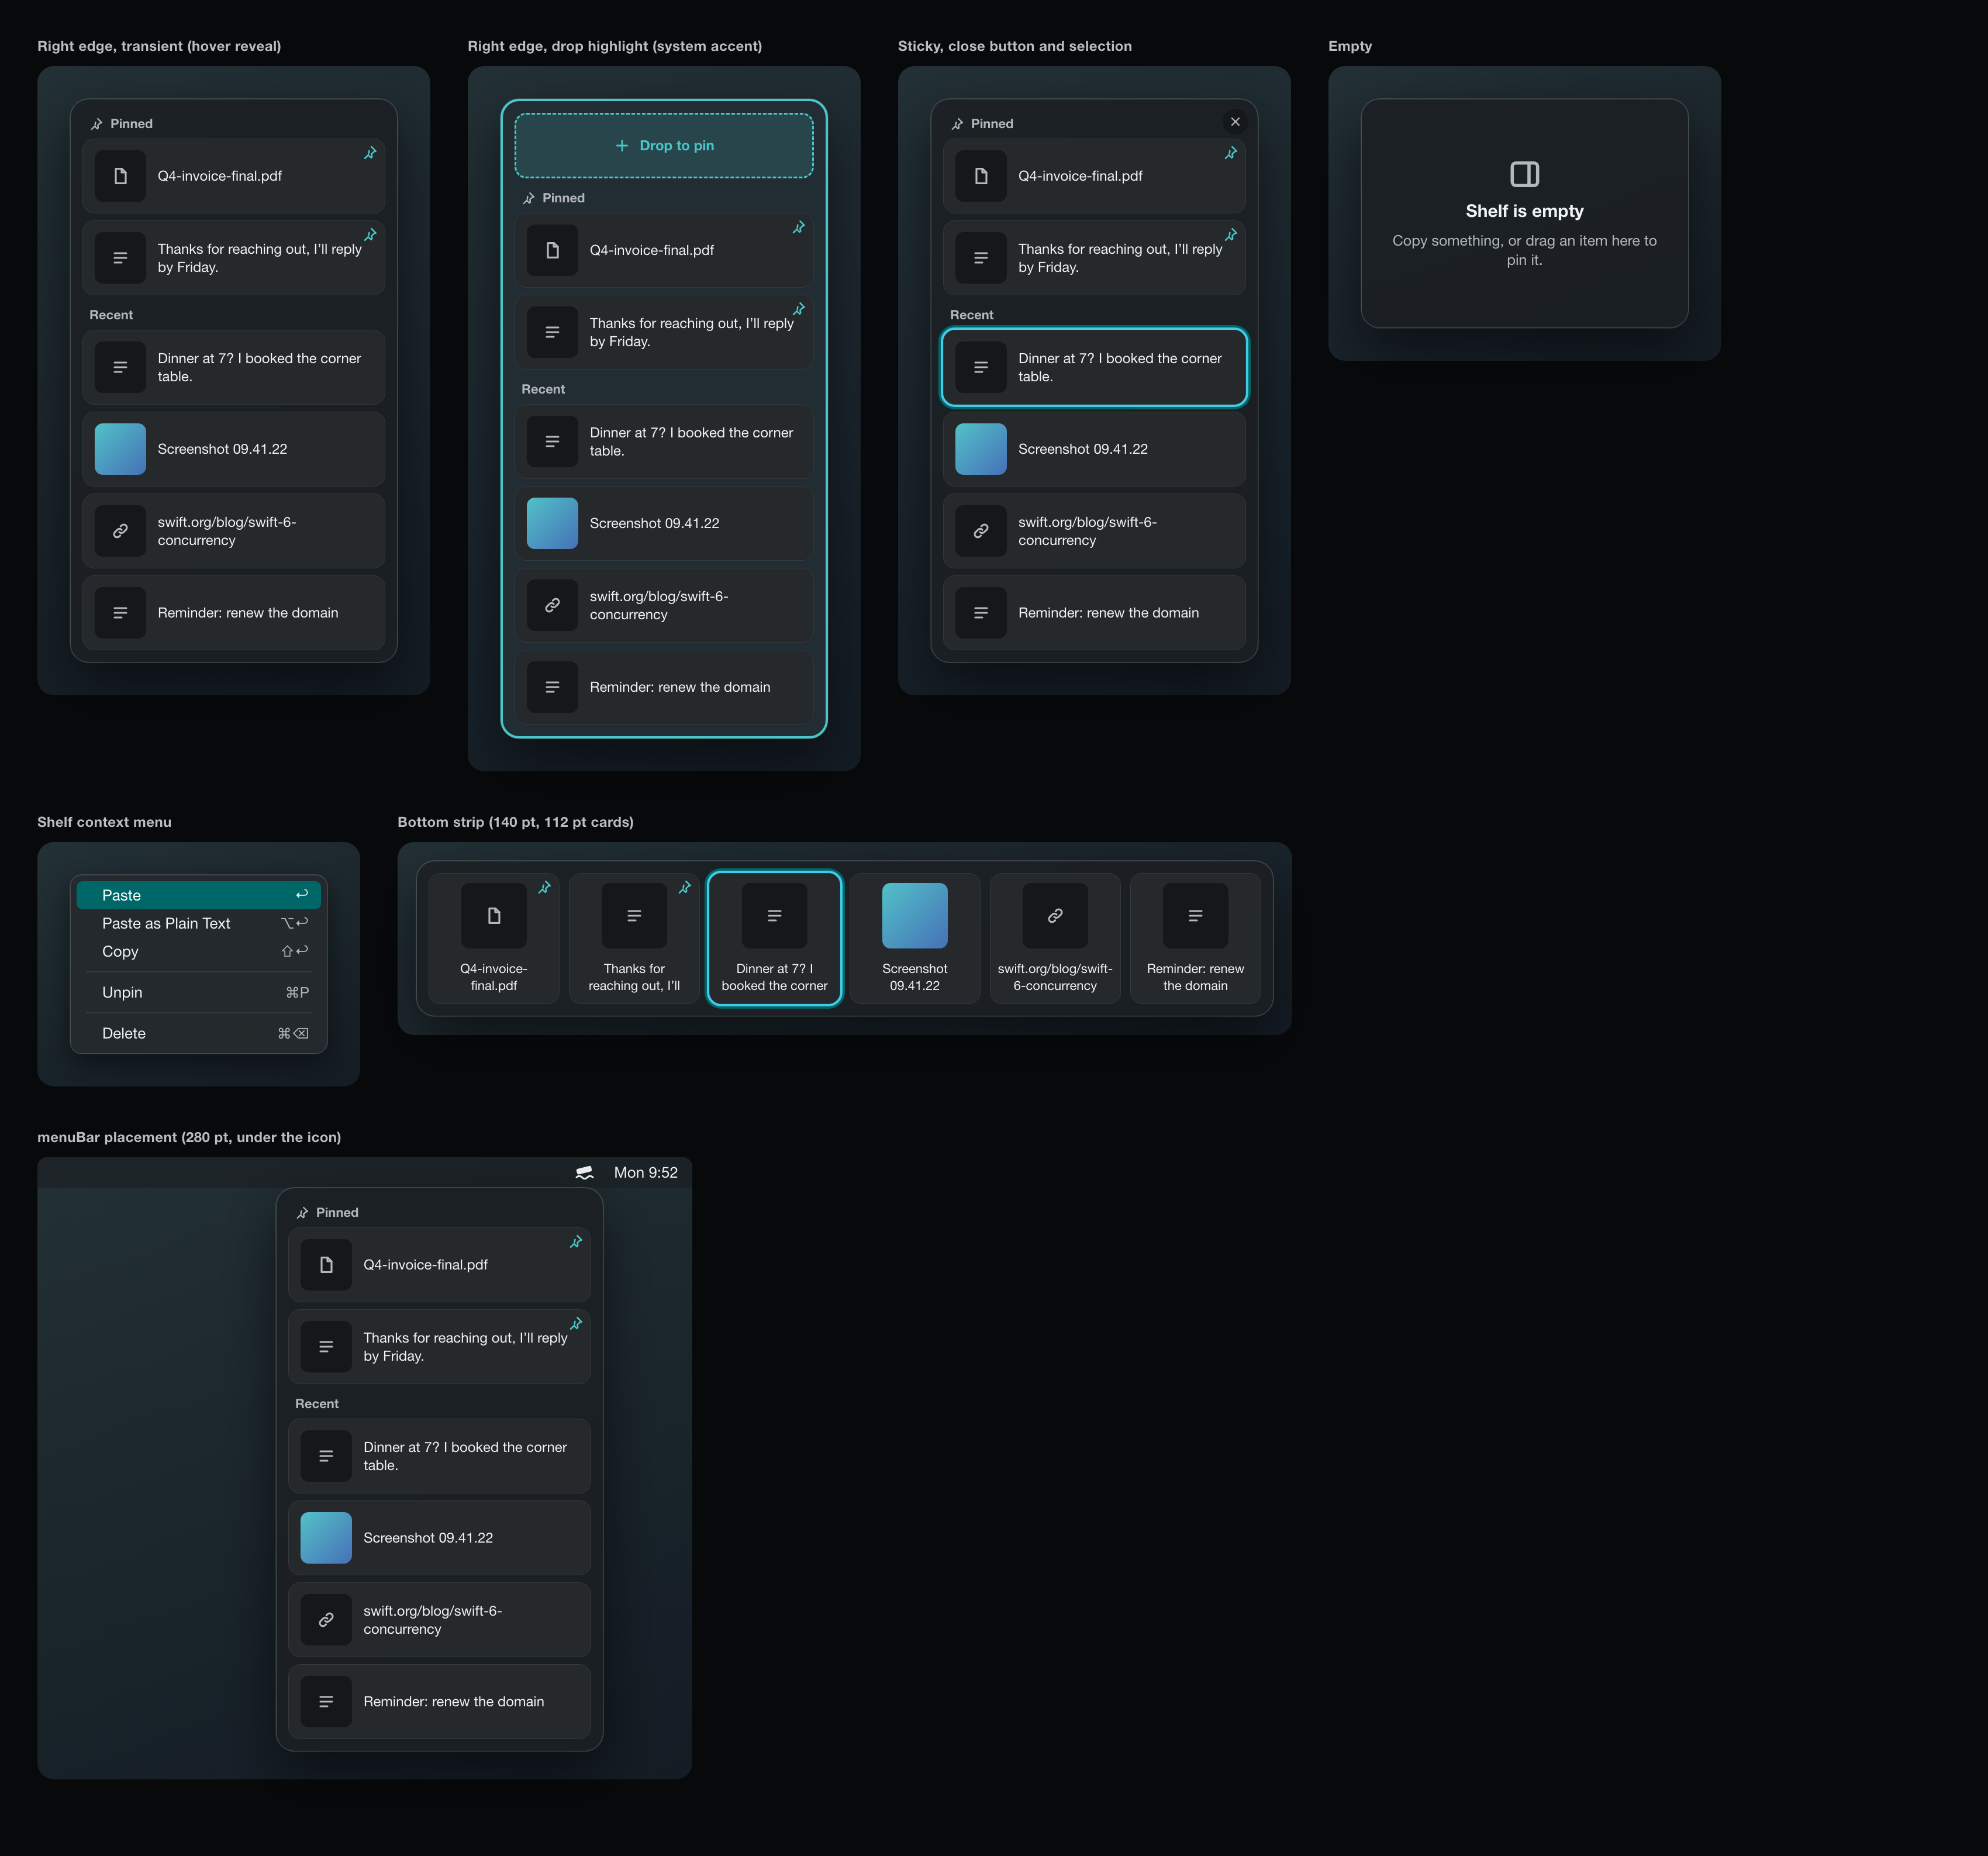 Right edge, transient (hover reveal)
Pinned
Q4-invoice-final.pdf
Thanks for reaching out, I’ll reply
by Friday.
Recent
Dinner at 7? I booked the corner
table.
Screenshot 09.41.22
swift.org/blog/swift-6-
concurrency
Reminder: renew the domain
Right edge, drop highlight (system accent)
Drop to pin
Pinned
Q4-invoice-final.pdf
Thanks for reaching out, I’ll reply
by Friday.
Recent
Dinner at 7? I booked the corner
table.
Screenshot 09.41.22
swift.org/blog/swift-6-
concurrency
Reminder: renew the domain
Sticky, close button and selection
Pinned
Q4-invoice-final.pdf
Thanks for reaching out, I’ll reply
by Friday.
Recent
Dinner at 7? I booked the corner
table.
Screenshot 09.41.22
swift.org/blog/swift-6-
concurrency
Reminder: renew the domain
Empty
Shelf is empty
Copy something, or drag an item here to
pin it.
Shelf context menu
Paste ↩
Paste as Plain Text ⌥↩
Copy ⇧↩
Unpin ⌘P
Delete ⌘⌫
Bottom strip (140 pt, 112 pt cards)
Q4-invoice-
final.pdf
Thanks for
reaching out, I’ll
Dinner at 7? I
booked the corner
Screenshot
09.41.22
swift.org/blog/swift-
6-concurrency
Reminder: renew
the domain
menuBar placement (280 pt, under the icon)
Mon 9:52
Pinned
Q4-invoice-final.pdf
Thanks for reaching out, I’ll reply
by Friday.
Recent
Dinner at 7? I booked the corner
table.
Screenshot 09.41.22
swift.org/blog/swift-6-
concurrency
Reminder: renew the domain